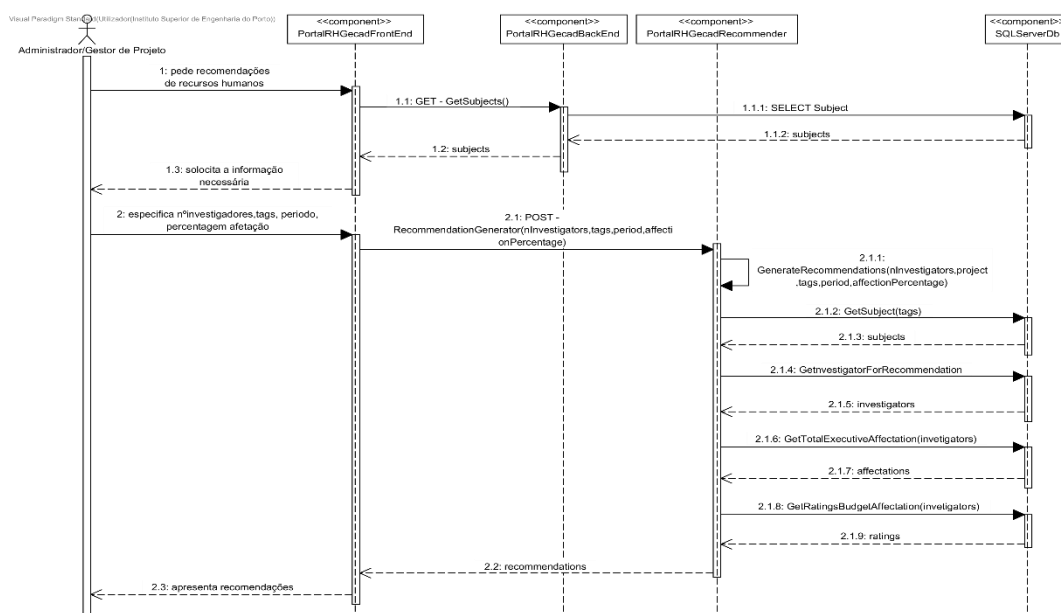 Visual Paradigm Standard(Utilizador(Instituto Superior de Engenharia do Porto))
<<component>>
PortalRHGecadFrontEnd
<<component>>
PortalRHGecadBackEnd
<<component>>
PortalRHGecadRecommender
<<component>>
SQLServerDb
Administrador/Gestor de Projeto
1: pede recomendações
de recursos humanos
1.1: GET - GetSubjects()
1.1.1: SELECT Subject
1.1.2: subjects
1.2: subjects
1.3: solocita a informação
necessária
2: especifica nºinvestigadores,tags, periodo,
percentagem afetação
2.1: POST -
RecommendationGenerator(nInvestigators,tags,period,affecti
onPercentage)
2.1.1:
GenerateRecommendations(nInvestigators,project
,tags,period,affectionPercentage)
2.1.2: GetSubject(tags)
2.1.3: subjects
2.1.4: GetnvestigatorForRecommendation
2.1.5: investigators
2.1.6: GetTotalExecutiveAffectation(invetigators)
2.1.7: affectations
2.1.8: GetRatingsBudgetAffectation(invetigators)
2.1.9: ratings
2.2: recommendations
2.3: apresenta recomendações